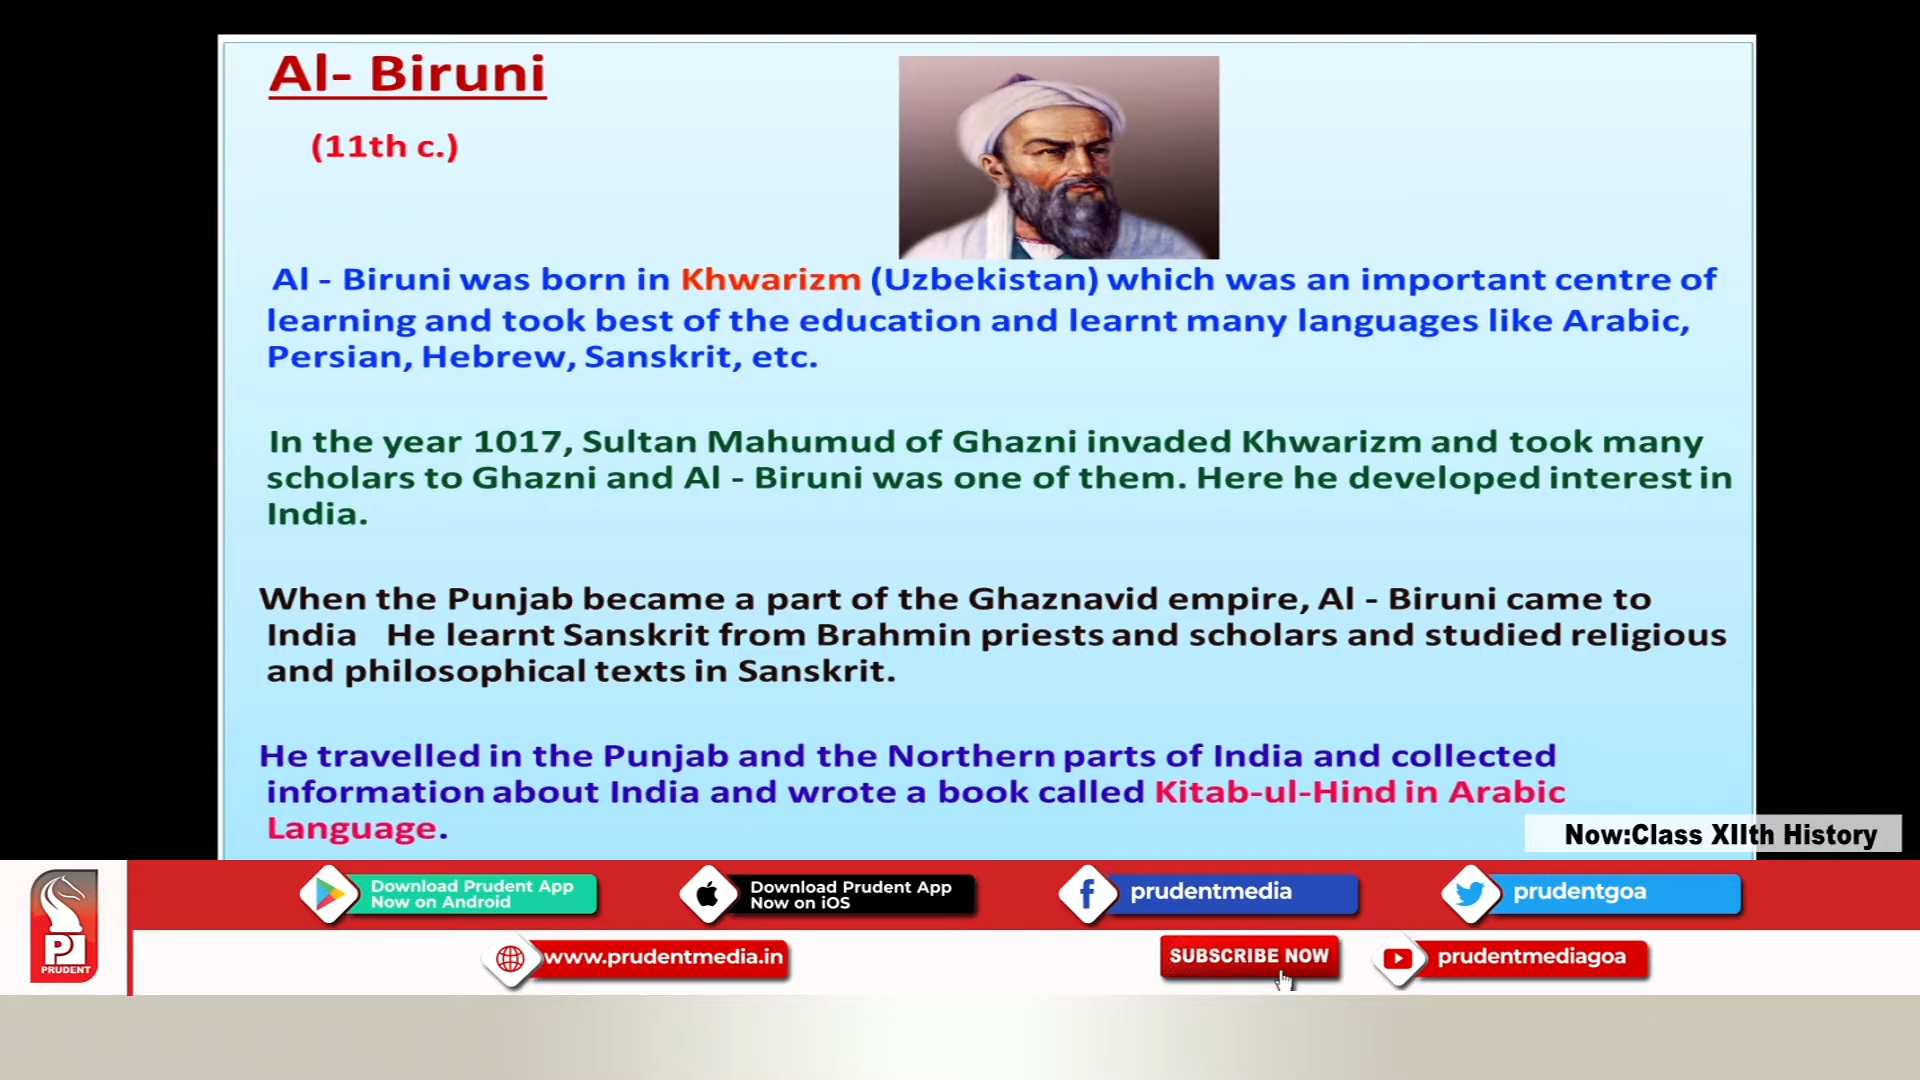 Al- Biruni
(11th c.)
Al - Biruni was born in Khwarizm (Uzbekistan) which was an important centre of
learning and took best of the education and learnt many languages like Arabic,
Persian, Hebrew, Sanskrit, etc.
In the year 1017, Sultan Mahumud of Ghazni invaded Khwarizm and took many
scholars to Ghazni and Al - Biruni was one of them. Here he developed interest in
India.
When the Punjab became a part of the Ghaznavid empire, Al - Biruni came to
India He learnt Sanskrit from Brahmin priests and scholars and studied religious
and philosophical texts in Sanskrit.
He travelled in the Punjab and the Northern parts of India and collected
information about India and wrote a book called Kitab-ul-Hind in Arabic
Language.
Now:Class XIIth History
Download Prudent App
Now on Android
Download Prudent App
Now on iOS
prudentmedia
prudentgoa
PRUDENT
www.prudentmedia.in
SUBSCRIBE NOW
prudentmediagoa